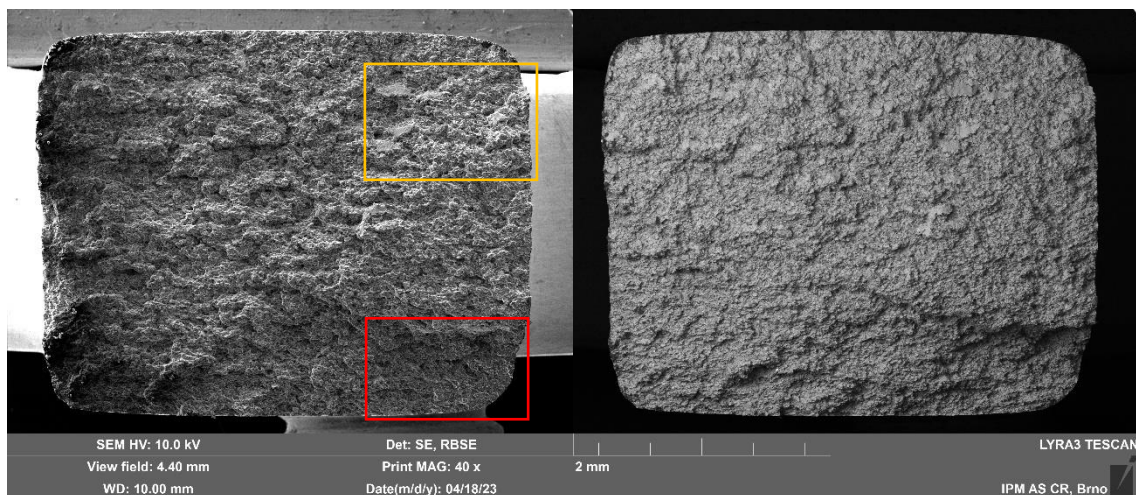 SEM HV: 10.0 kV Det: SE, RBSE LYRA3 TESCAN
View field: 4.40 mm Print MAG: 40 x 2 mm
WD: 10.00 mm Date(m/d/y): 04/18/23 IPM AS CR, Brno